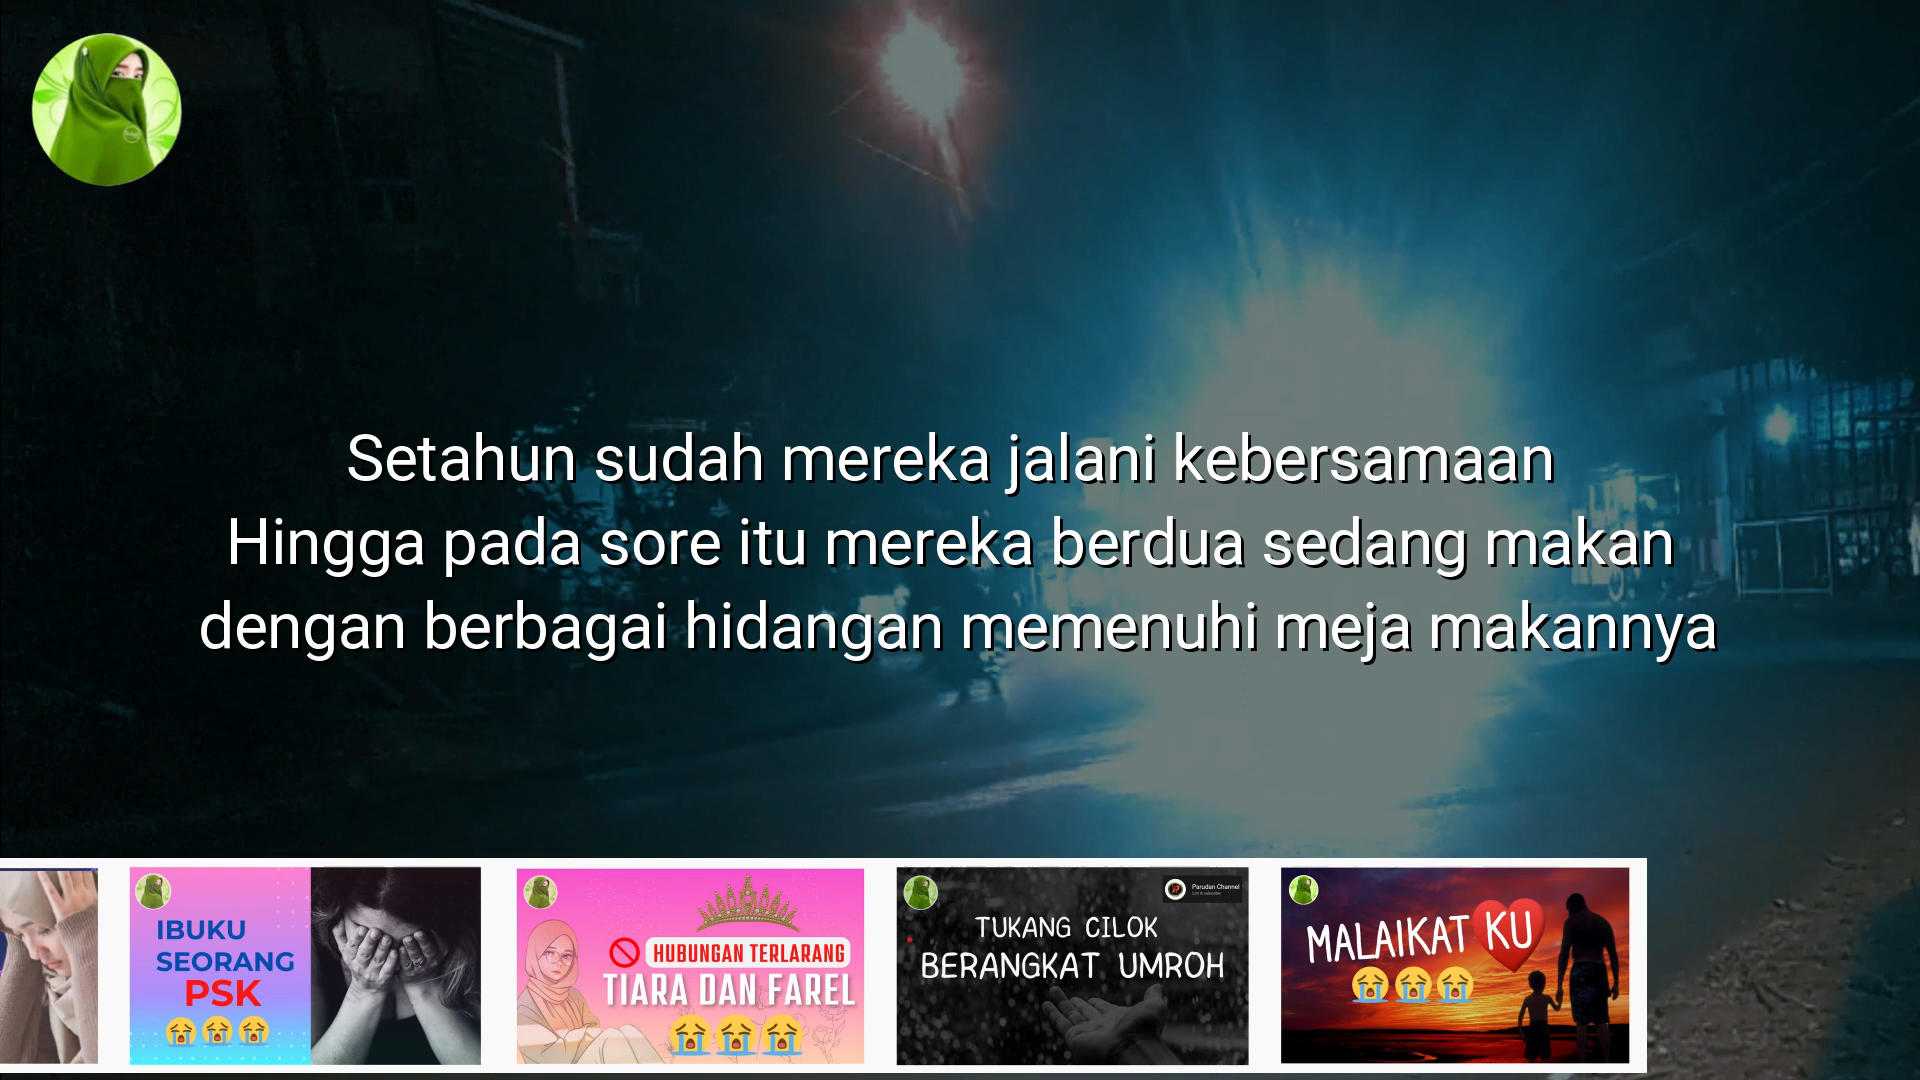 Setahun sudah mereka jalani kebersamaan
Hingga pada sore itu mereka berdua sedang makan
dengan berbagai hidangan memenuhi meja makannya
IBUKU
SEORANG
PSK
HUBUNGAN TERLARANG
TIARA DAN FAREL
Parudan Channel
TUKANG CILOK
BERANGKAT UMROH
MALAIKAT KU